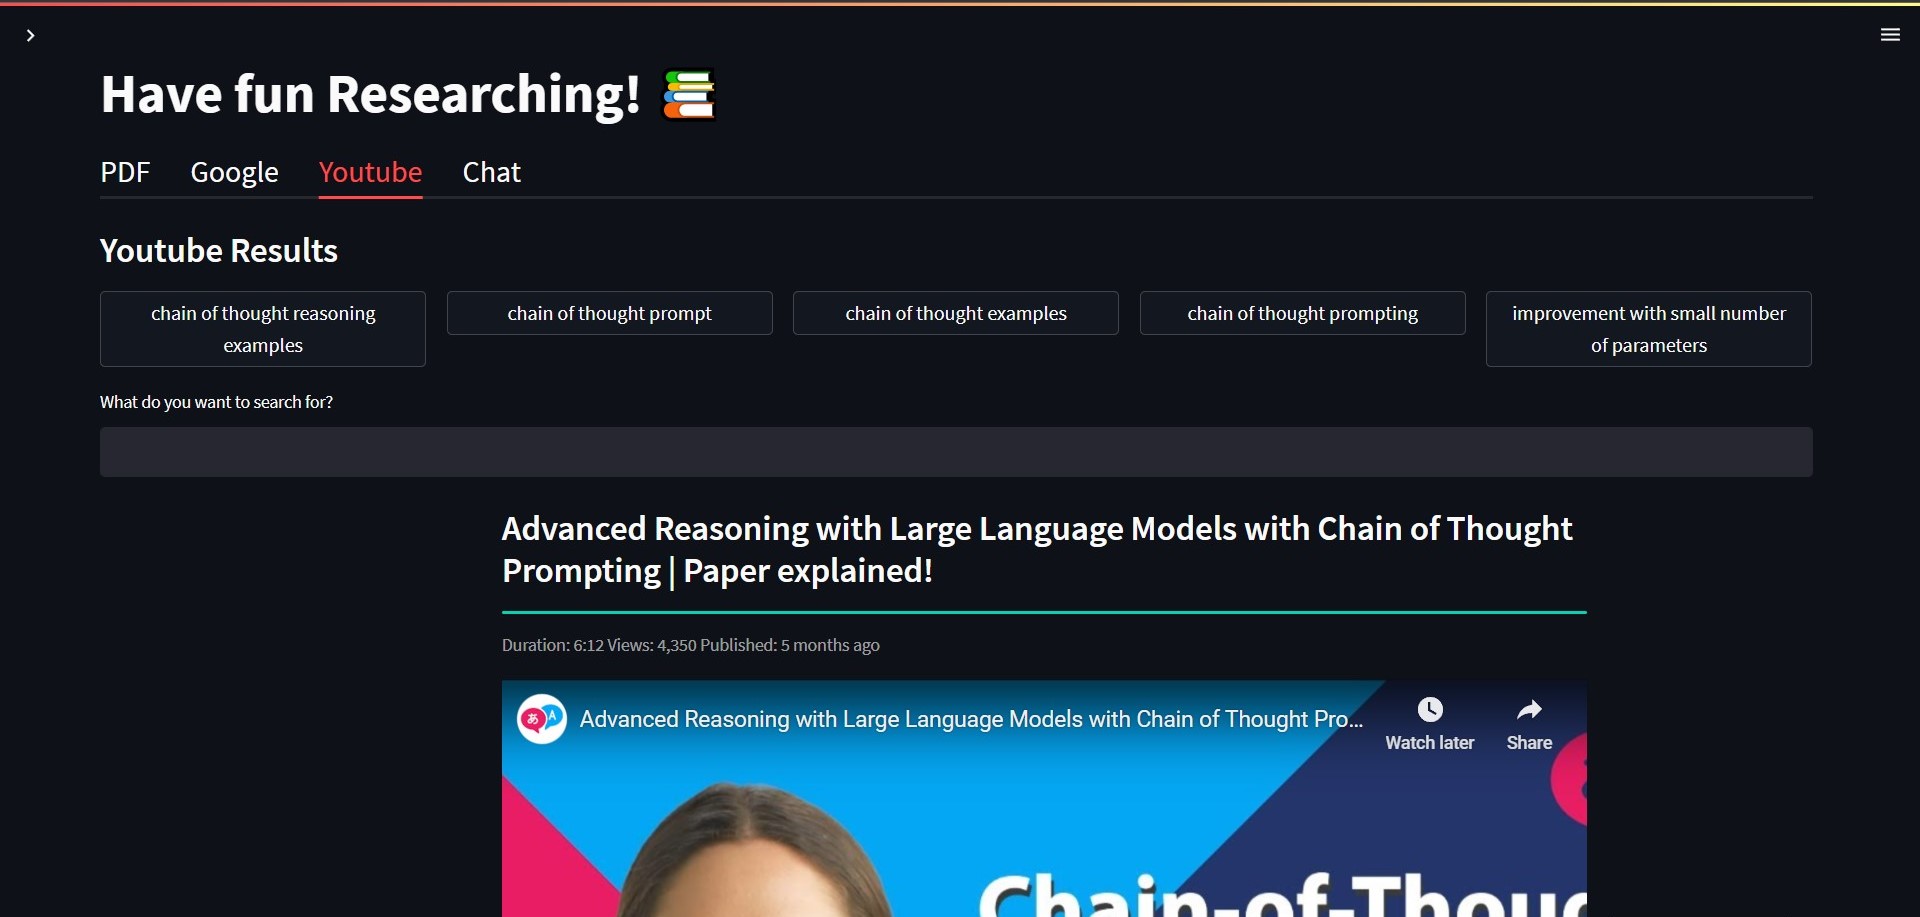 Have fun Researching!
PDF Google Youtube Chat
Youtube Results
chain of thought reasoning
examples
chain of thought prompt
chain of thought examples
chain of thought prompting
improvement with small number
of parameters
What do you want to search for?
Advanced Reasoning with Large Language Models with Chain of Thought
Prompting | Paper explained!
Duration: 6:12 Views: 4,350 Published: 5 months ago
あ A
Advanced Reasoning with Large Language Models with Chain of Thought Pro...
Watch later
Share
Chain-of-Thoug